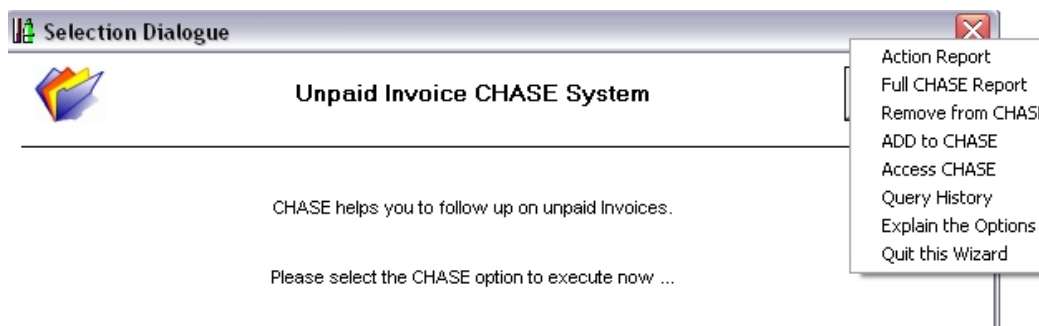 Selection Dialogue
Unpaid Invoice CHASE System
CHASE helps you to follow up on unpaid Invoices.
Please select the CHASE option to execute now ...
Action Report
Full CHASE Report
Remove from CHASE
ADD to CHASE
Access CHASE
Query History
Explain the Options
Quit this Wizard